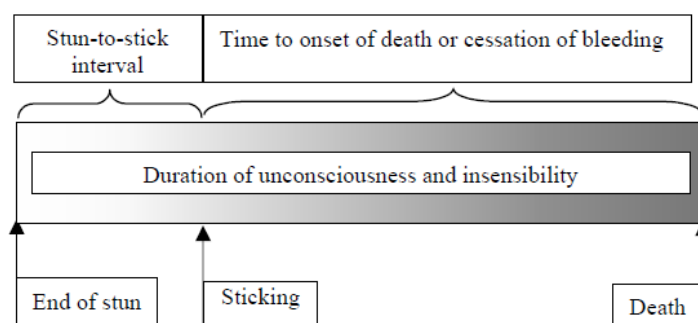 Stun-to-stick
interval
Time to onset of death or cessation of bleeding
Duration of unconsciousness and insensibility
End of stun
Sticking
Death